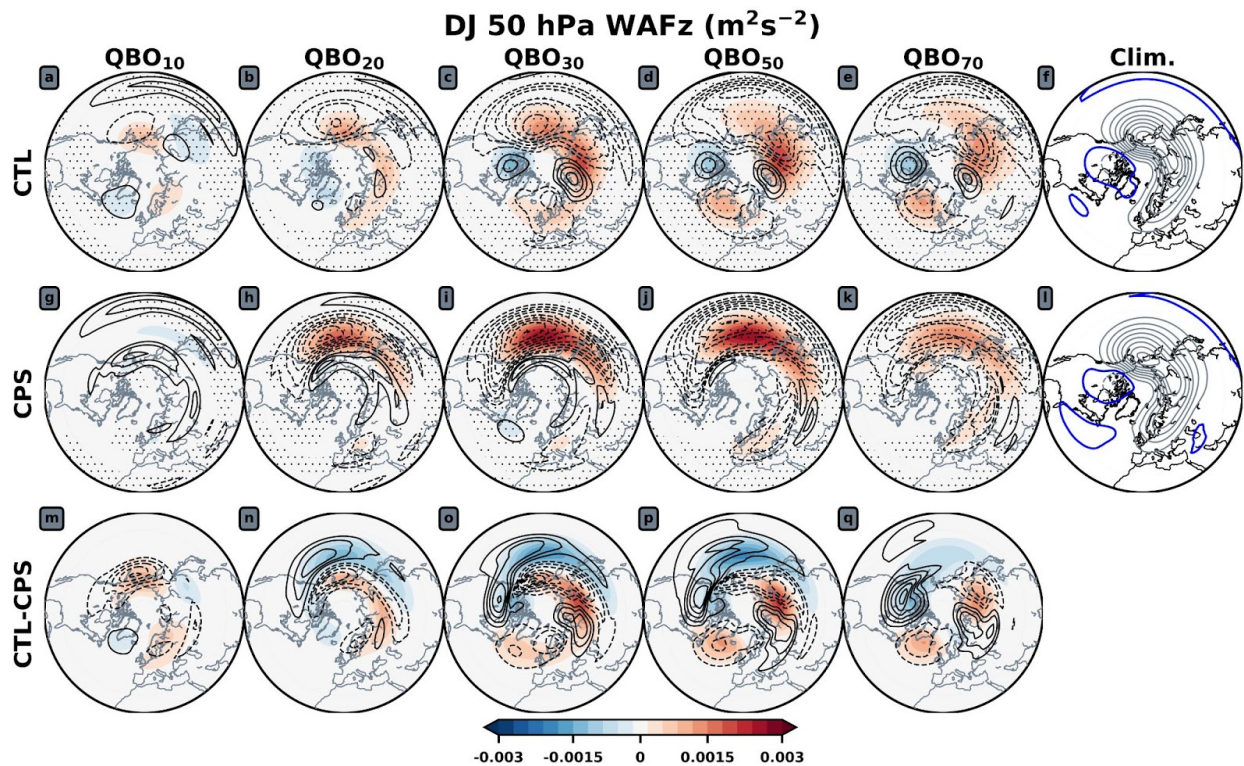 DJ 50 hPa WAFz (m²s⁻²)
QBO₁₀ QBO₂₀ QBO₃₀ QBO₅₀ QBO₇₀ Clim.
a b c d e f
CTL
g h i j k l
CPS
m n o p q
CTL-CPS
-0.003 -0.0015 0 0.0015 0.003